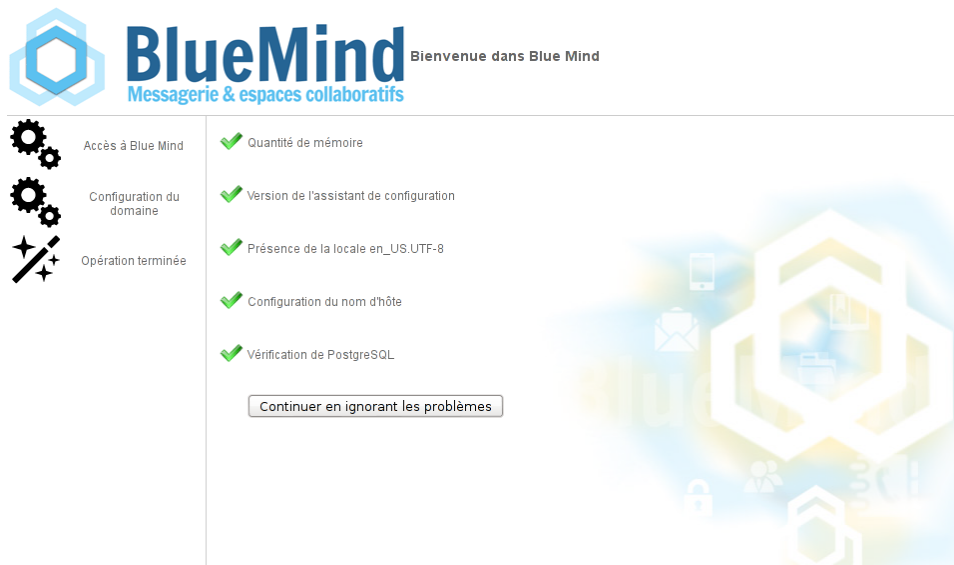 BlueMind
Messagerie & espaces collaboratifs
Bienvenue dans Blue Mind
Accès à Blue Mind
Configuration du
domaine
Opération terminée
Quantité de mémoire
Version de l'assistant de configuration
Présence de la locale en_US.UTF-8
Configuration du nom d'hôte
Vérification de PostgreSQL
Continuer en ignorant les problèmes
BlueMind